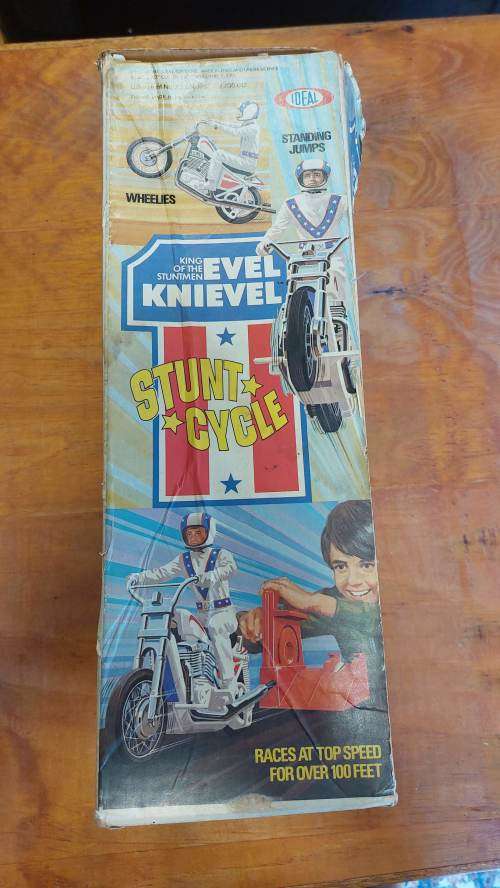 IDEAL
STANDING
JUMPS
WHEELIES
KING
OF THE
STUNTMEN
EVEL
KNIEVEL
STUNT
CYCLE
RACES AT TOP SPEED
FOR OVER 100 FEET